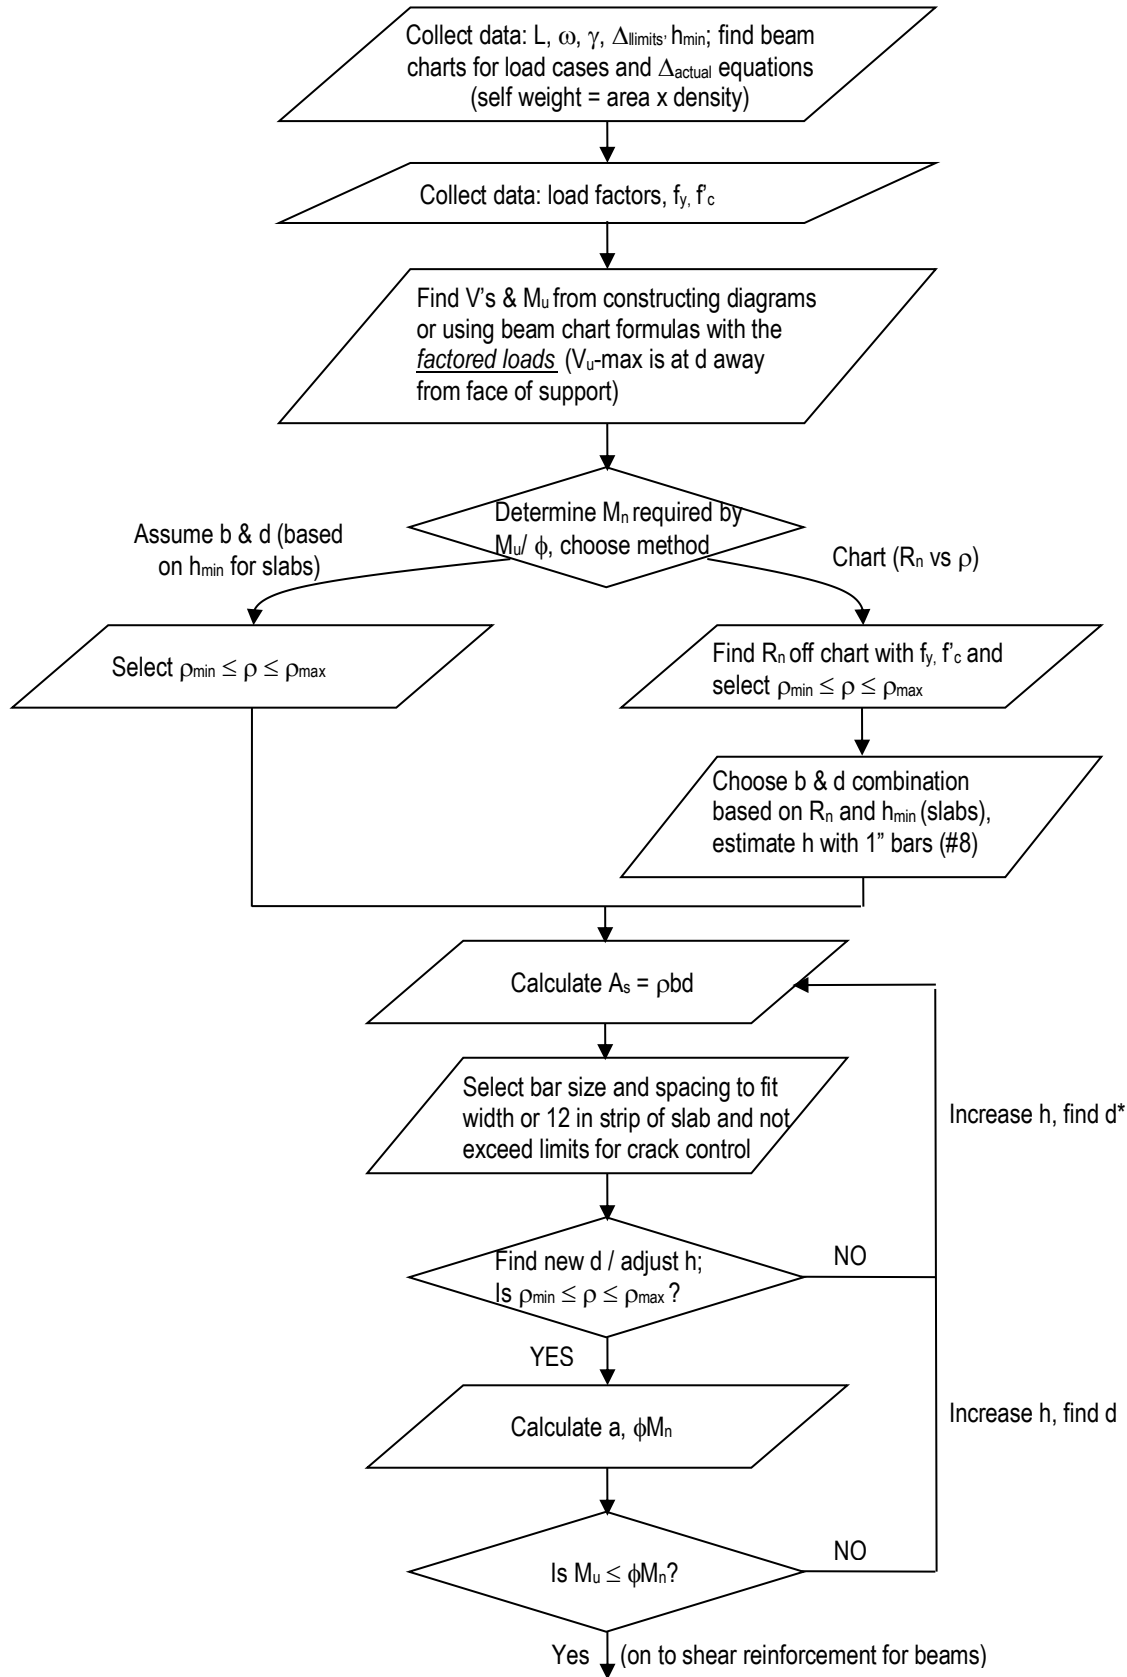 Collect data: L, ω, γ, Δllimits, hmin; find beam
charts for load cases and Δactual equations
(self weight = area x density)
Collect data: load factors, fy, f'c
Find V's & Mu from constructing diagrams
or using beam chart formulas with the
factored loads (Vu-max is at d away
from face of support)
Determine Mn required by
Mu/ ϕ, choose method
Assume b & d (based
on hmin for slabs)
Chart (Rn vs ρ)
Select ρmin ≤ ρ ≤ ρmax
Find Rn off chart with fy, f'c and
select ρmin ≤ ρ ≤ ρmax
Choose b & d combination
based on Rn and hmin (slabs),
estimate h with 1” bars (#8)
Calculate As = ρbd
Select bar size and spacing to fit
width or 12 in strip of slab and not
exceed limits for crack control
Increase h, find d*
Find new d / adjust h;
Is ρmin ≤ ρ ≤ ρmax ?
NO
YES
Calculate a, ϕMn
Increase h, find d
Is Mu ≤ ϕMn?
NO
Yes (on to shear reinforcement for beams)